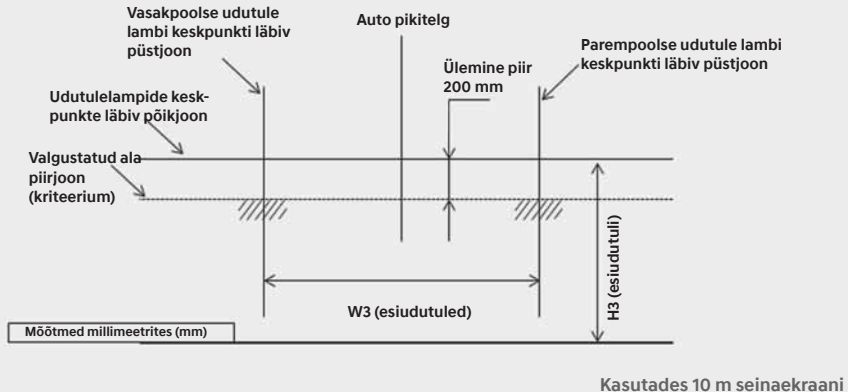 Vasakpoolse udutule
lambi keskpunkti läbiv
püstjoon
Auto pikitelg
Parempoolse udutule lambi
keskpunkti läbiv püstjoon
Ülemine piir
200 mm
Udutulelampide kesk-
punkte läbiv põikjoon
Valgustatud ala
piirjoon
(kriteerium)
W3 (esiudutuled)
H3 (esiudutuli)
Mõõtmed millimeetrites (mm)
Kasutades 10 m seinaekraani